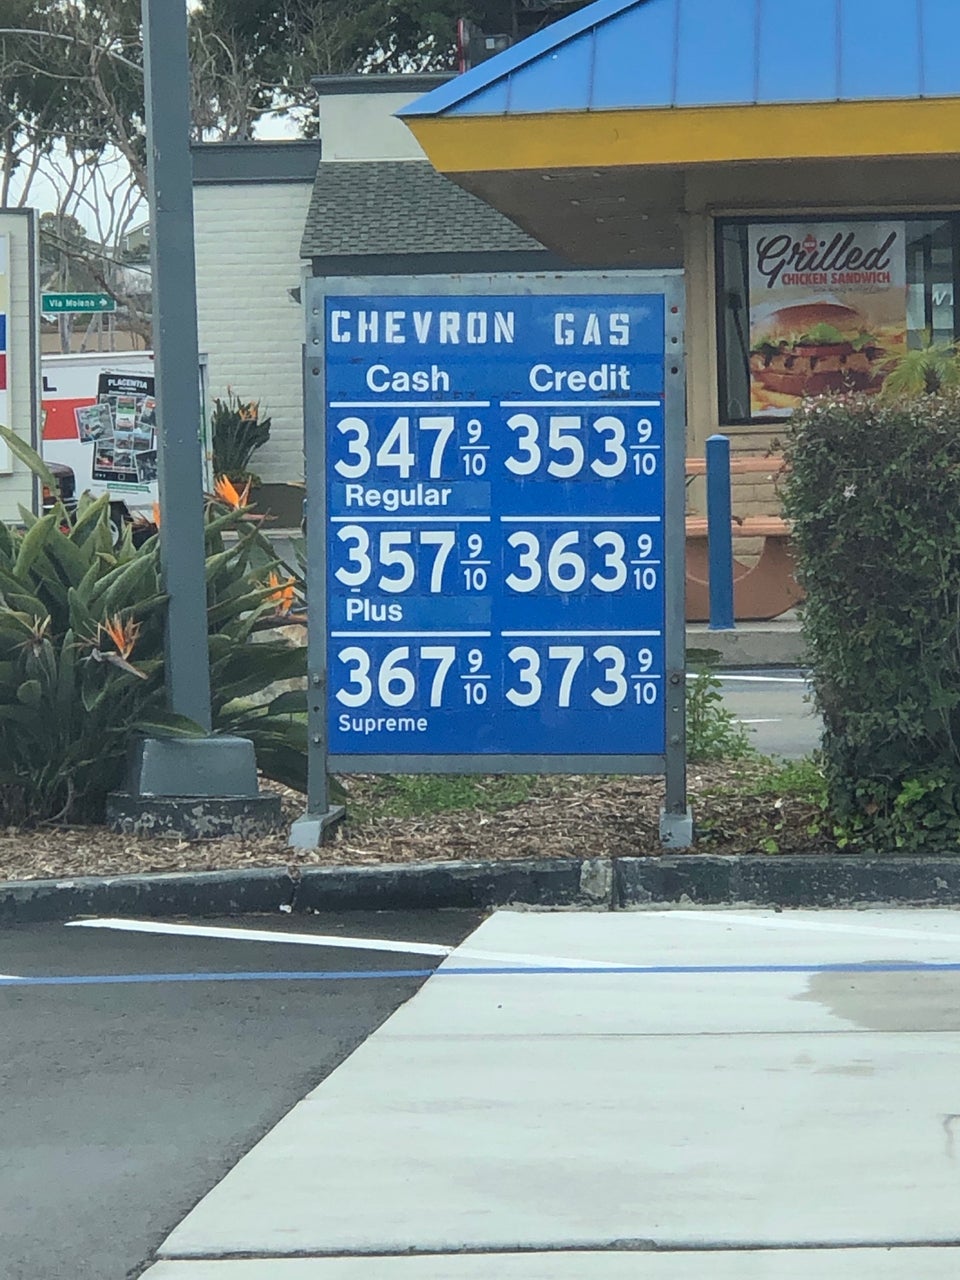 Grilled
CHICKEN SANDWICH
Via Molena
PLACENTIA
L
CHEVRON GAS
Cash Credit
347 9/10 353 9/10
Regular
357 9/10 363 9/10
Plus
367 9/10 373 9/10
Supreme